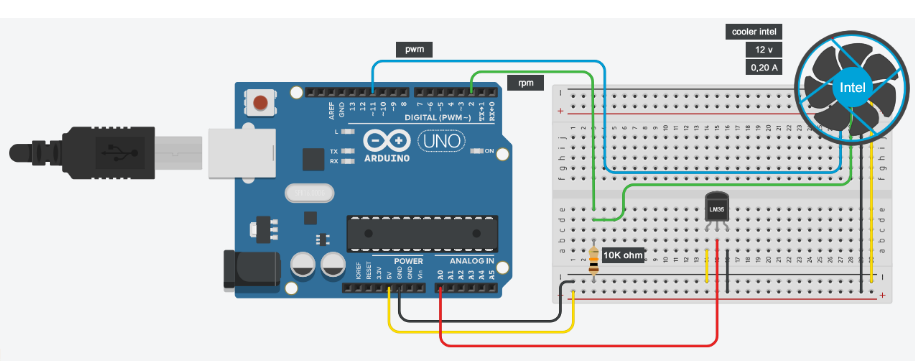 cooler intel
12 v
0,20 A
Intel
pwm
rpm
AREF
GND
13
12
~11
~10
~9
8
7
~6
~5
4
~3
2
TX→1
RX←0
DIGITAL (PWM~)
L
TX
RX
ARDUINO
UNO
ON
LM35
10K ohm
POWER
ANALOG IN
IOREF
RESET
3.3V
5V
GND
GND
Vin
A0
A1
A2
A3
A4
A5